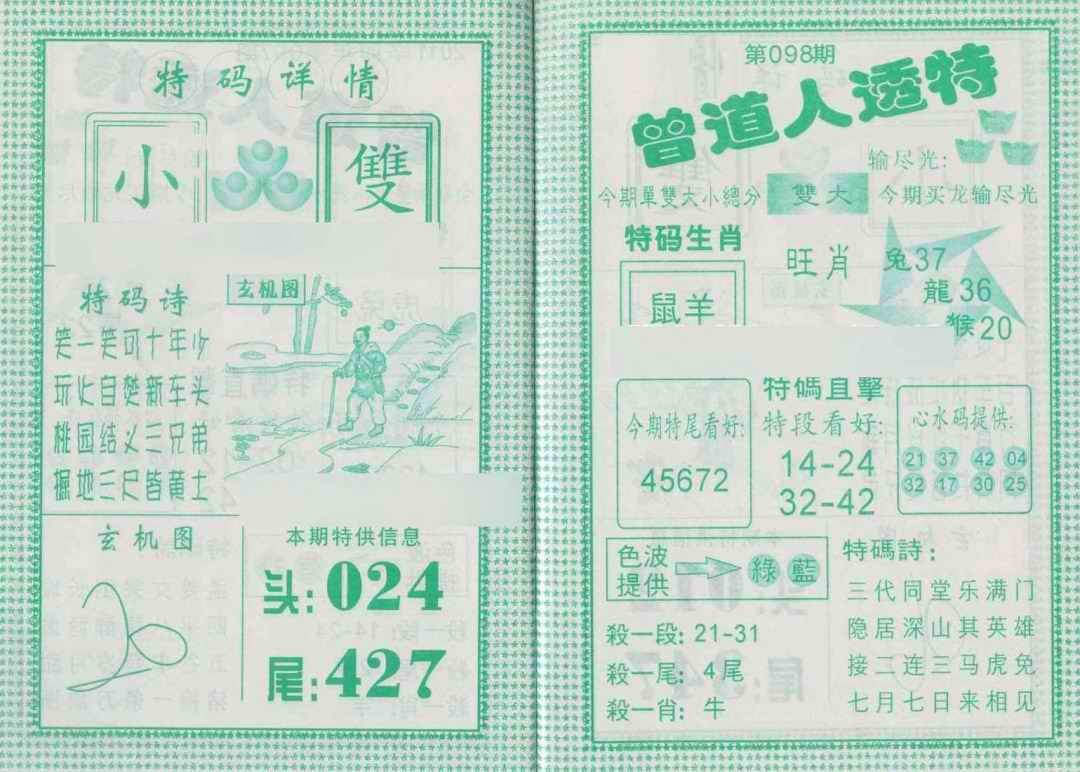 特码详情
小
雙
特码诗
笑一笑可十年少
玩火自焚新车头
桃园结义三兄弟
掘地三尺皆黄土
玄机图
玄机图
本期特供信息
头:024
尾:427
第098期
曾道人透特
输尽光:
今期單雙大小總分
雙大
今期买龙输尽光
特码生肖
鼠羊
旺肖
兔37
龍36
猴20
今期特尾看好:
45672
特碼直擊
特段看好:
14-24
32-42
心水码提供:
21 37 42 04
32 17 30 25
色波
提供
綠 藍
殺一段: 21-31
殺一尾: 4尾
殺一肖: 牛
特碼詩:
三代同堂乐满门
隐居深山其英雄
接二连三马虎兔
七月七日来相见